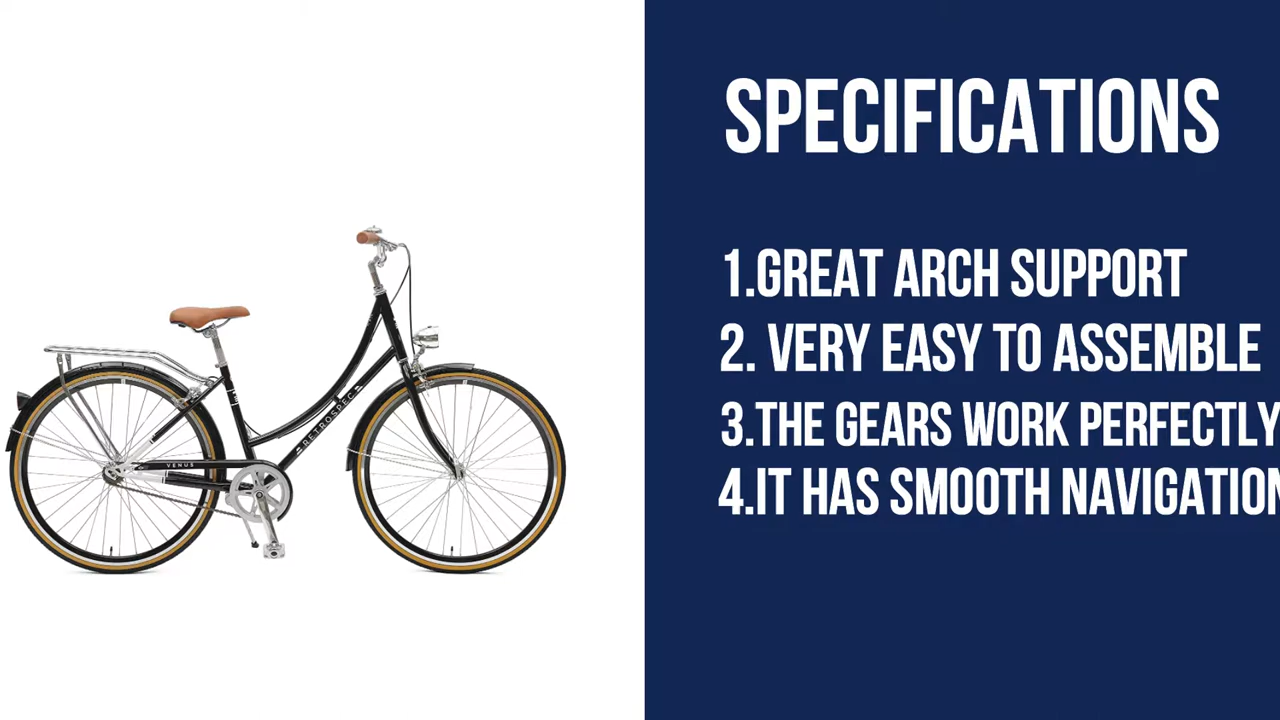 SPECIFICATIONS
1.GREAT ARCH SUPPORT
2. VERY EASY TO ASSEMBLE
3.THE GEARS WORK PERFECTLY
4.IT HAS SMOOTH NAVIGATION
RETROSPEC
VENUS